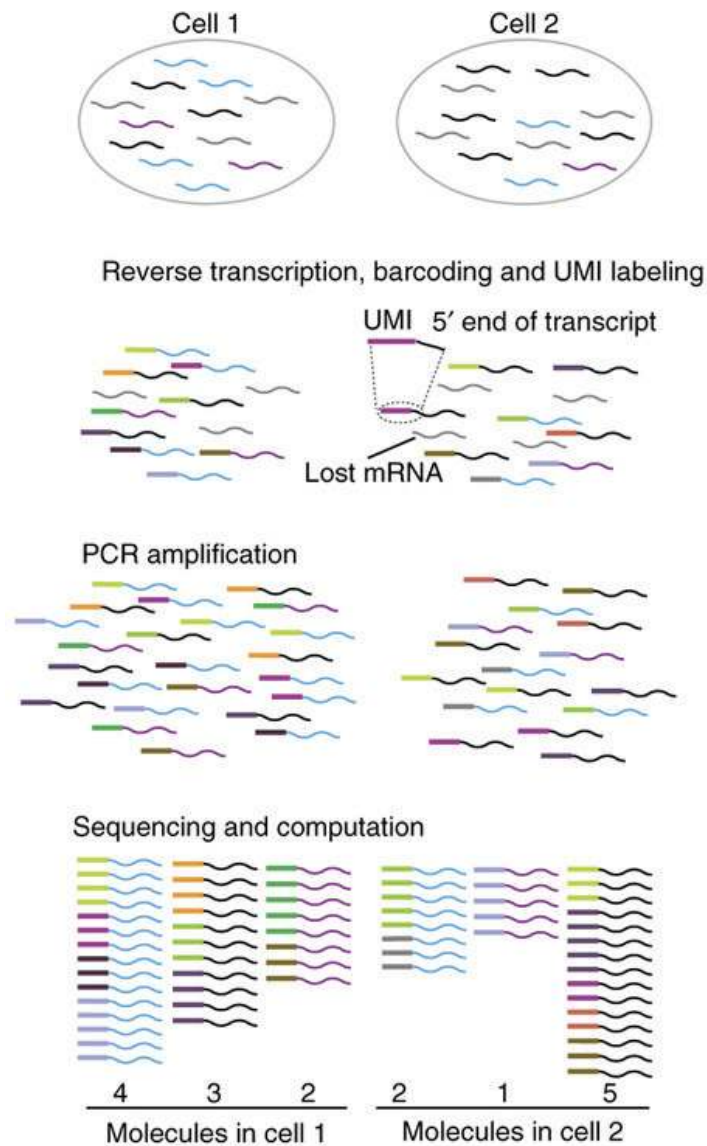 Cell 1
Cell 2
Reverse transcription, barcoding and UMI labeling
UMI
5′ end of transcript
Lost mRNA
PCR amplification
Sequencing and computation
4 3 2
2 1 5
Molecules in cell 1
Molecules in cell 2